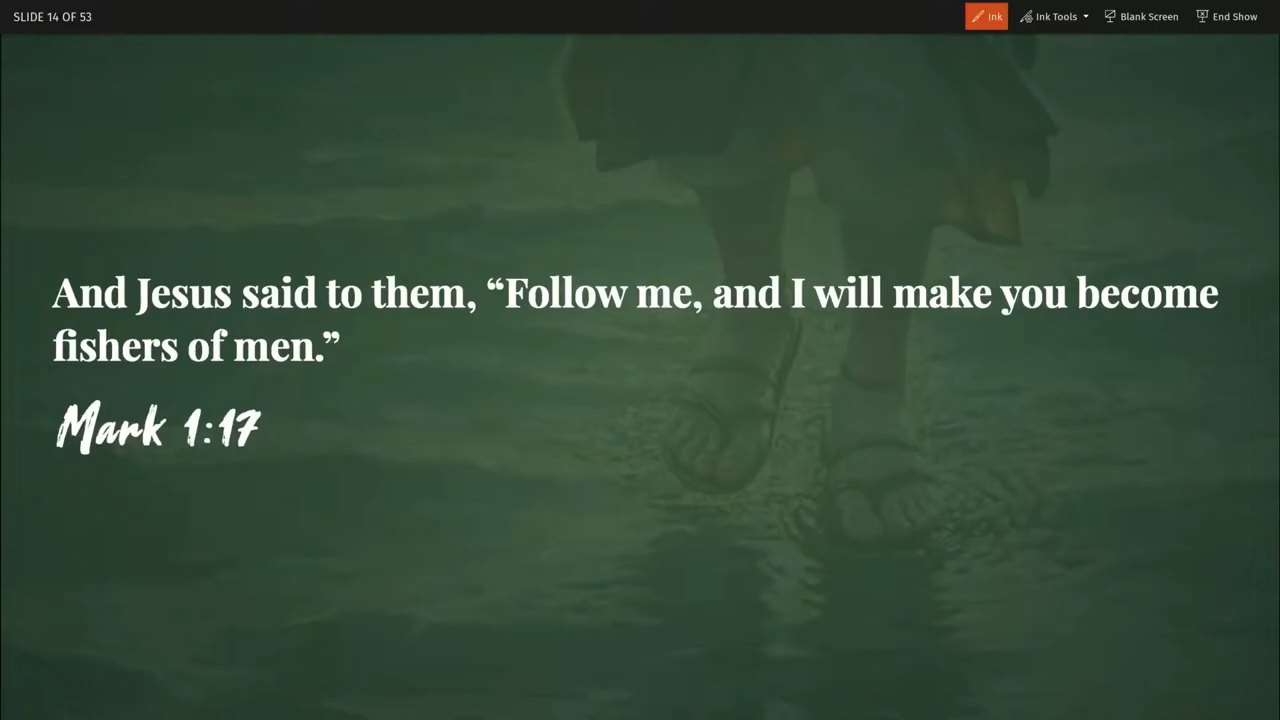 SLIDE 14 OF 53
Ink
Ink Tools
Blank Screen
End Show
And Jesus said to them, “Follow me, and I will make you become
fishers of men.”
Mark 1:17